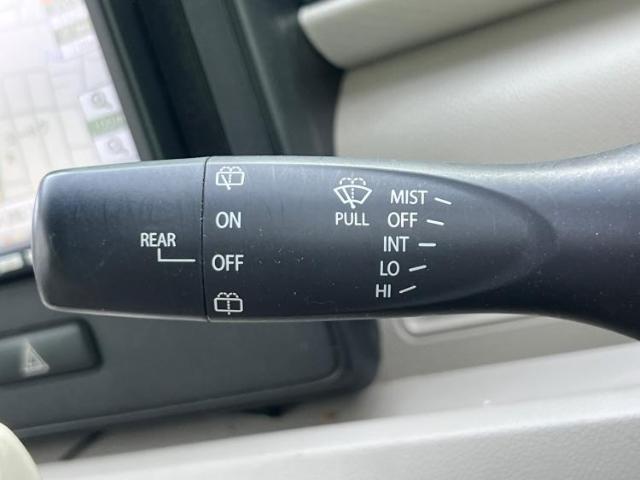 REAR
ON
OFF
PULL
MIST
OFF
INT
LO
HI